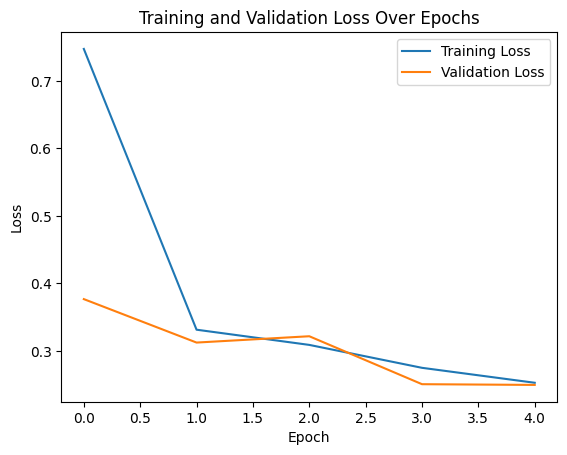 Training and Validation Loss Over Epochs
Training Loss
Validation Loss
0.7
0.6
0.5
0.4
0.3
Loss
0.0 0.5 1.0 1.5 2.0 2.5 3.0 3.5 4.0
Epoch